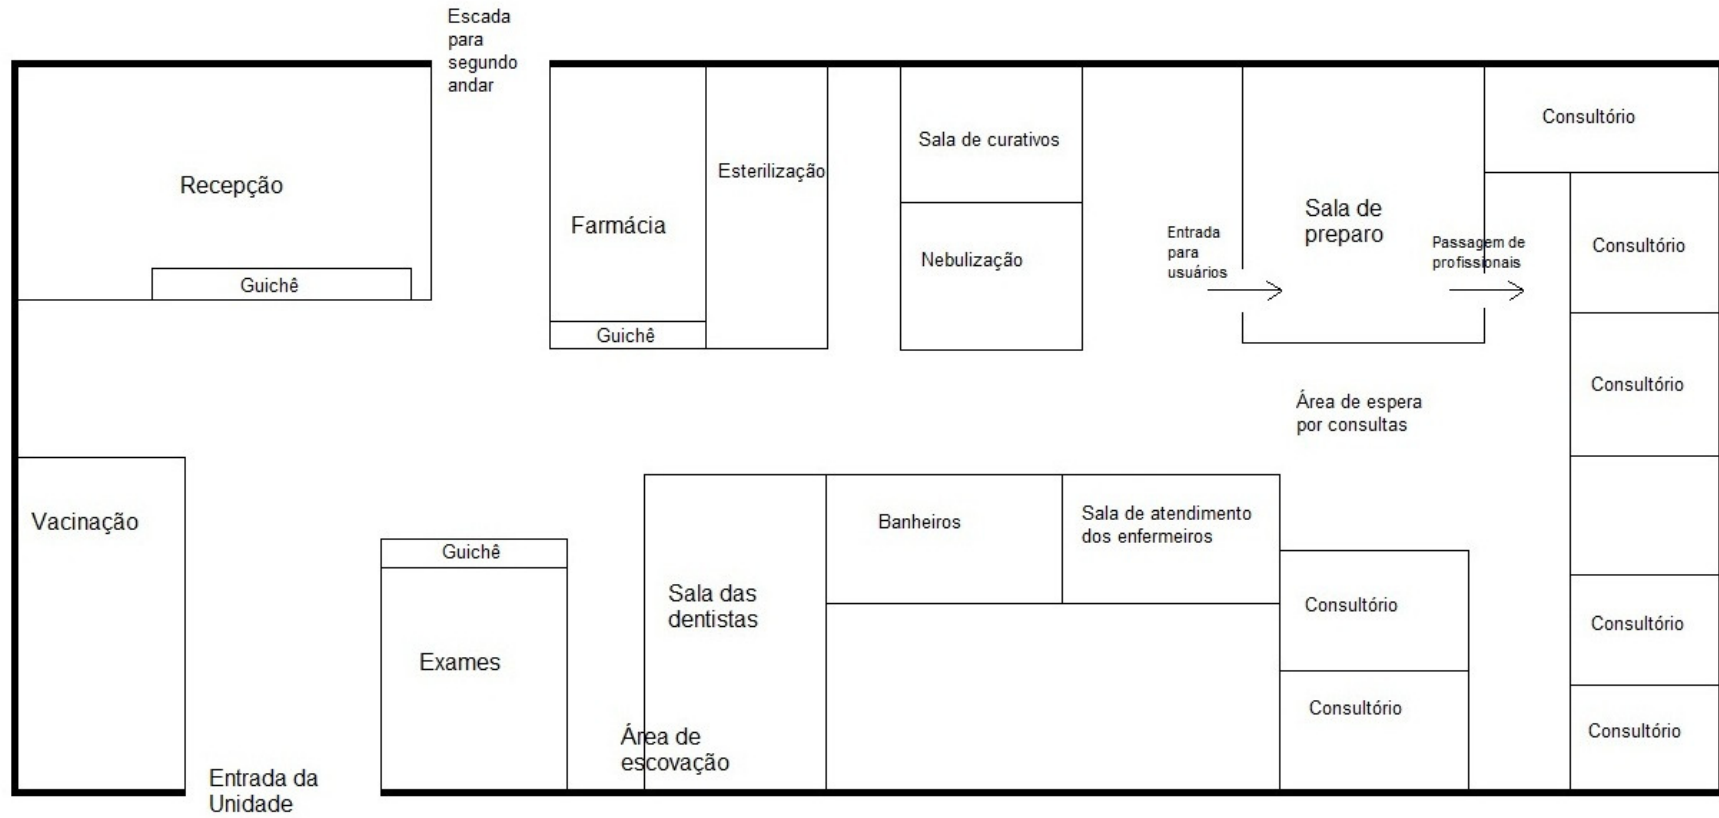 Escada
para
segundo
andar
Recepção
Guichê
Farmácia
Guichê
Esterilização
Sala de curativos
Nebulização
Entrada
para
usuários
Sala de
preparo
Passagem de
profissionais
Consultório
Consultório
Consultório
Área de espera
por consultas
Vacinação
Guichê
Exames
Entrada da
Unidade
Sala das
dentistas
Área de
escovação
Banheiros
Sala de atendimento
dos enfermeiros
Consultório
Consultório
Consultório
Consultório